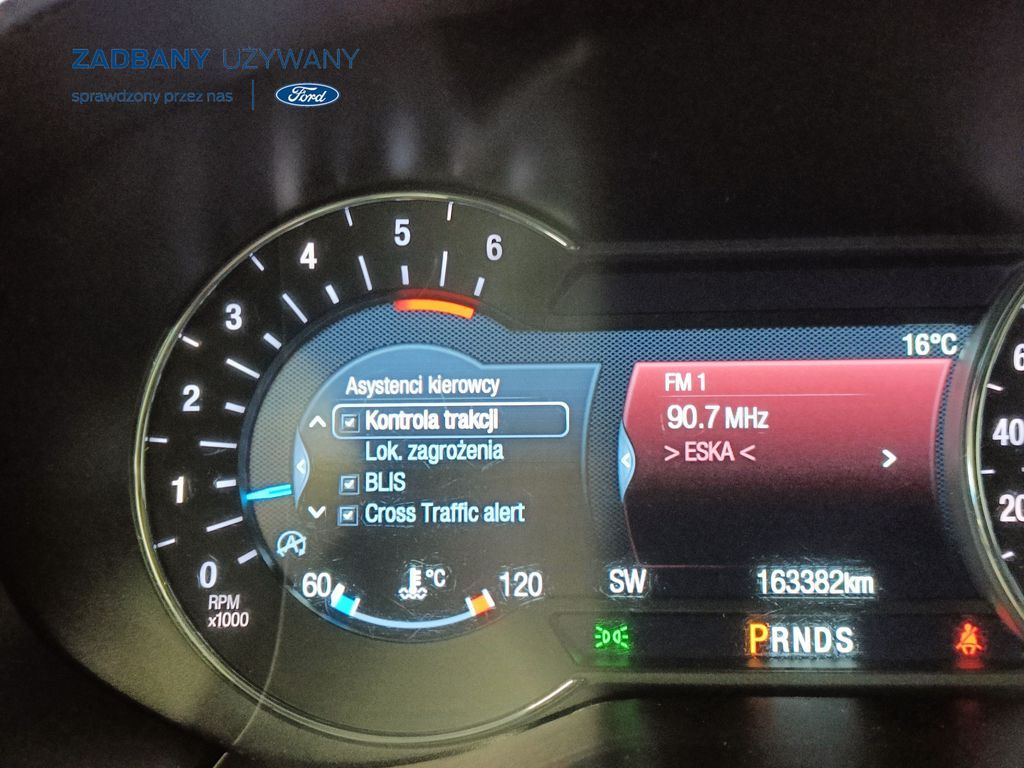 ZADBANY UŻYWANY
sprawdzony przez nas
Ford
0
1
2
3
4
5
6
RPM
x1000
Asystenci kierowcy
Kontrola trakcji
Lok. zagrożenia
BLIS
Cross Traffic alert
A
60
°C
120
16°C
FM 1
90.7 MHz
> ESKA <
>
SW
163382km
PRNDS
40
20